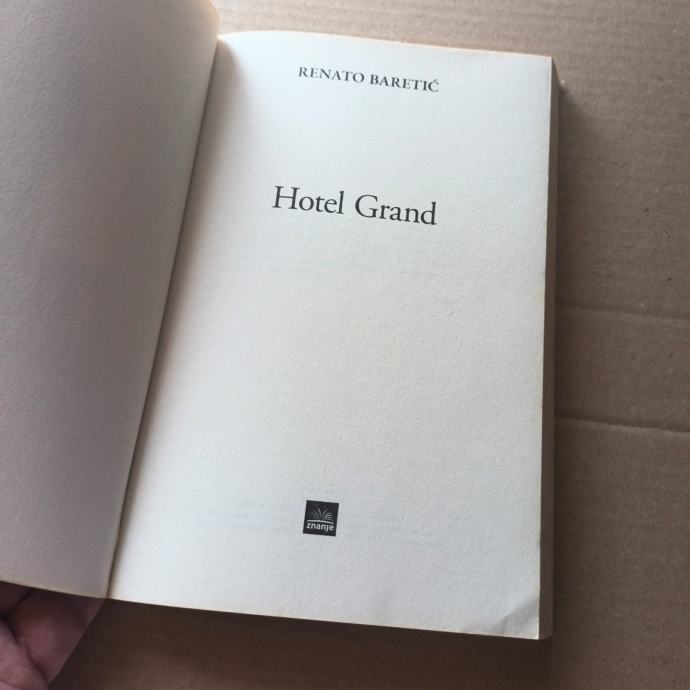 RENATO BARETIĆ
Hotel Grand
znanje